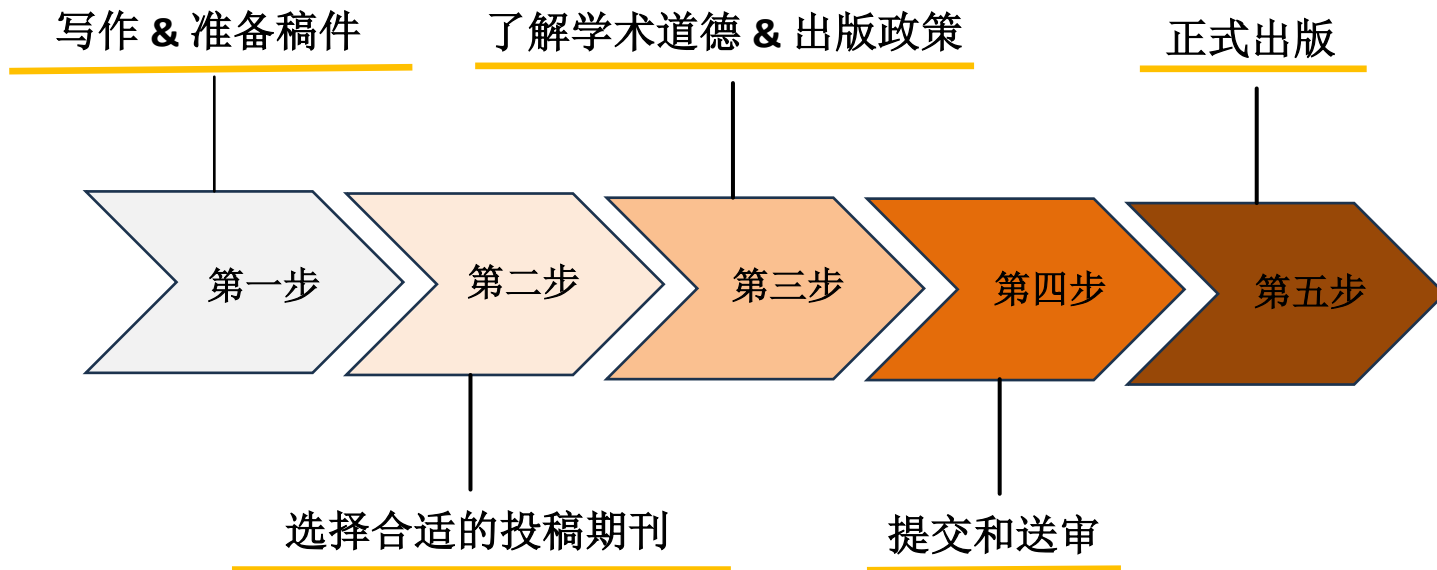 写作 & 准备稿件
了解学术道德 & 出版政策
正式出版
第一步
第二步
第三步
第四步
第五步
选择合适的投稿期刊
提交和送审